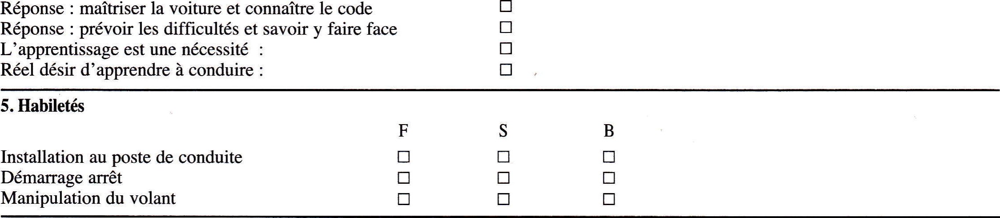 Réponse : maîtriser la voiture et connaître le code □
Réponse : prévoir les difficultés et savoir y faire face □
L'apprentissage est une nécessité : □
Réel désir d'apprendre à conduire : □
5. Habiletés
F S B
Installation au poste de conduite □ □ □
Démarrage arrêt □ □ □
Manipulation du volant □ □ □